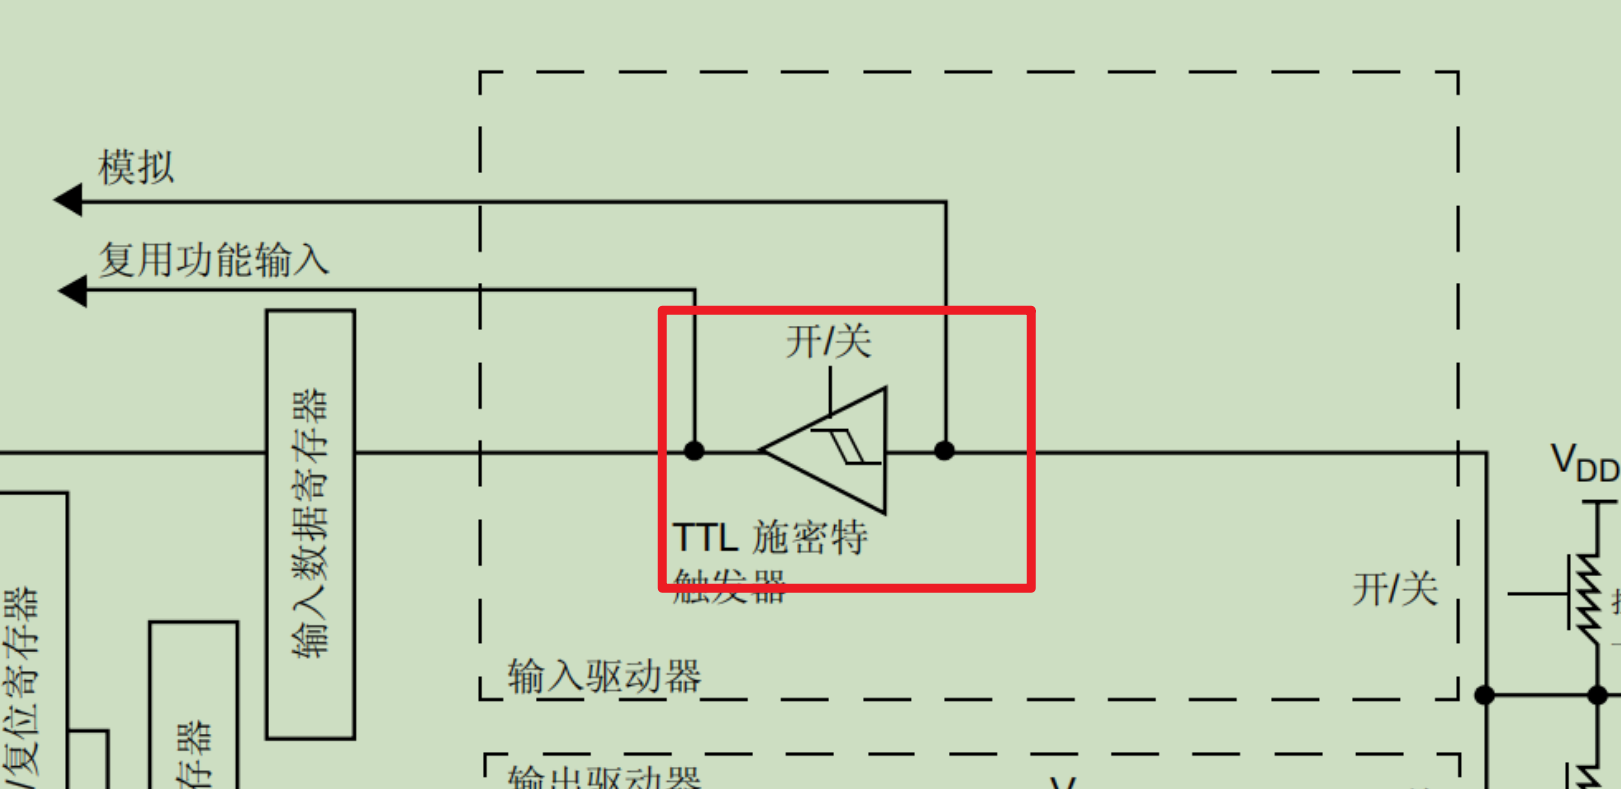 模拟
复用功能输入
开/关
TTL 施密特
触发器
输入数据寄存器
VDD
开/关
/复位寄存器
存器
输入驱动器
输出驱动器
V